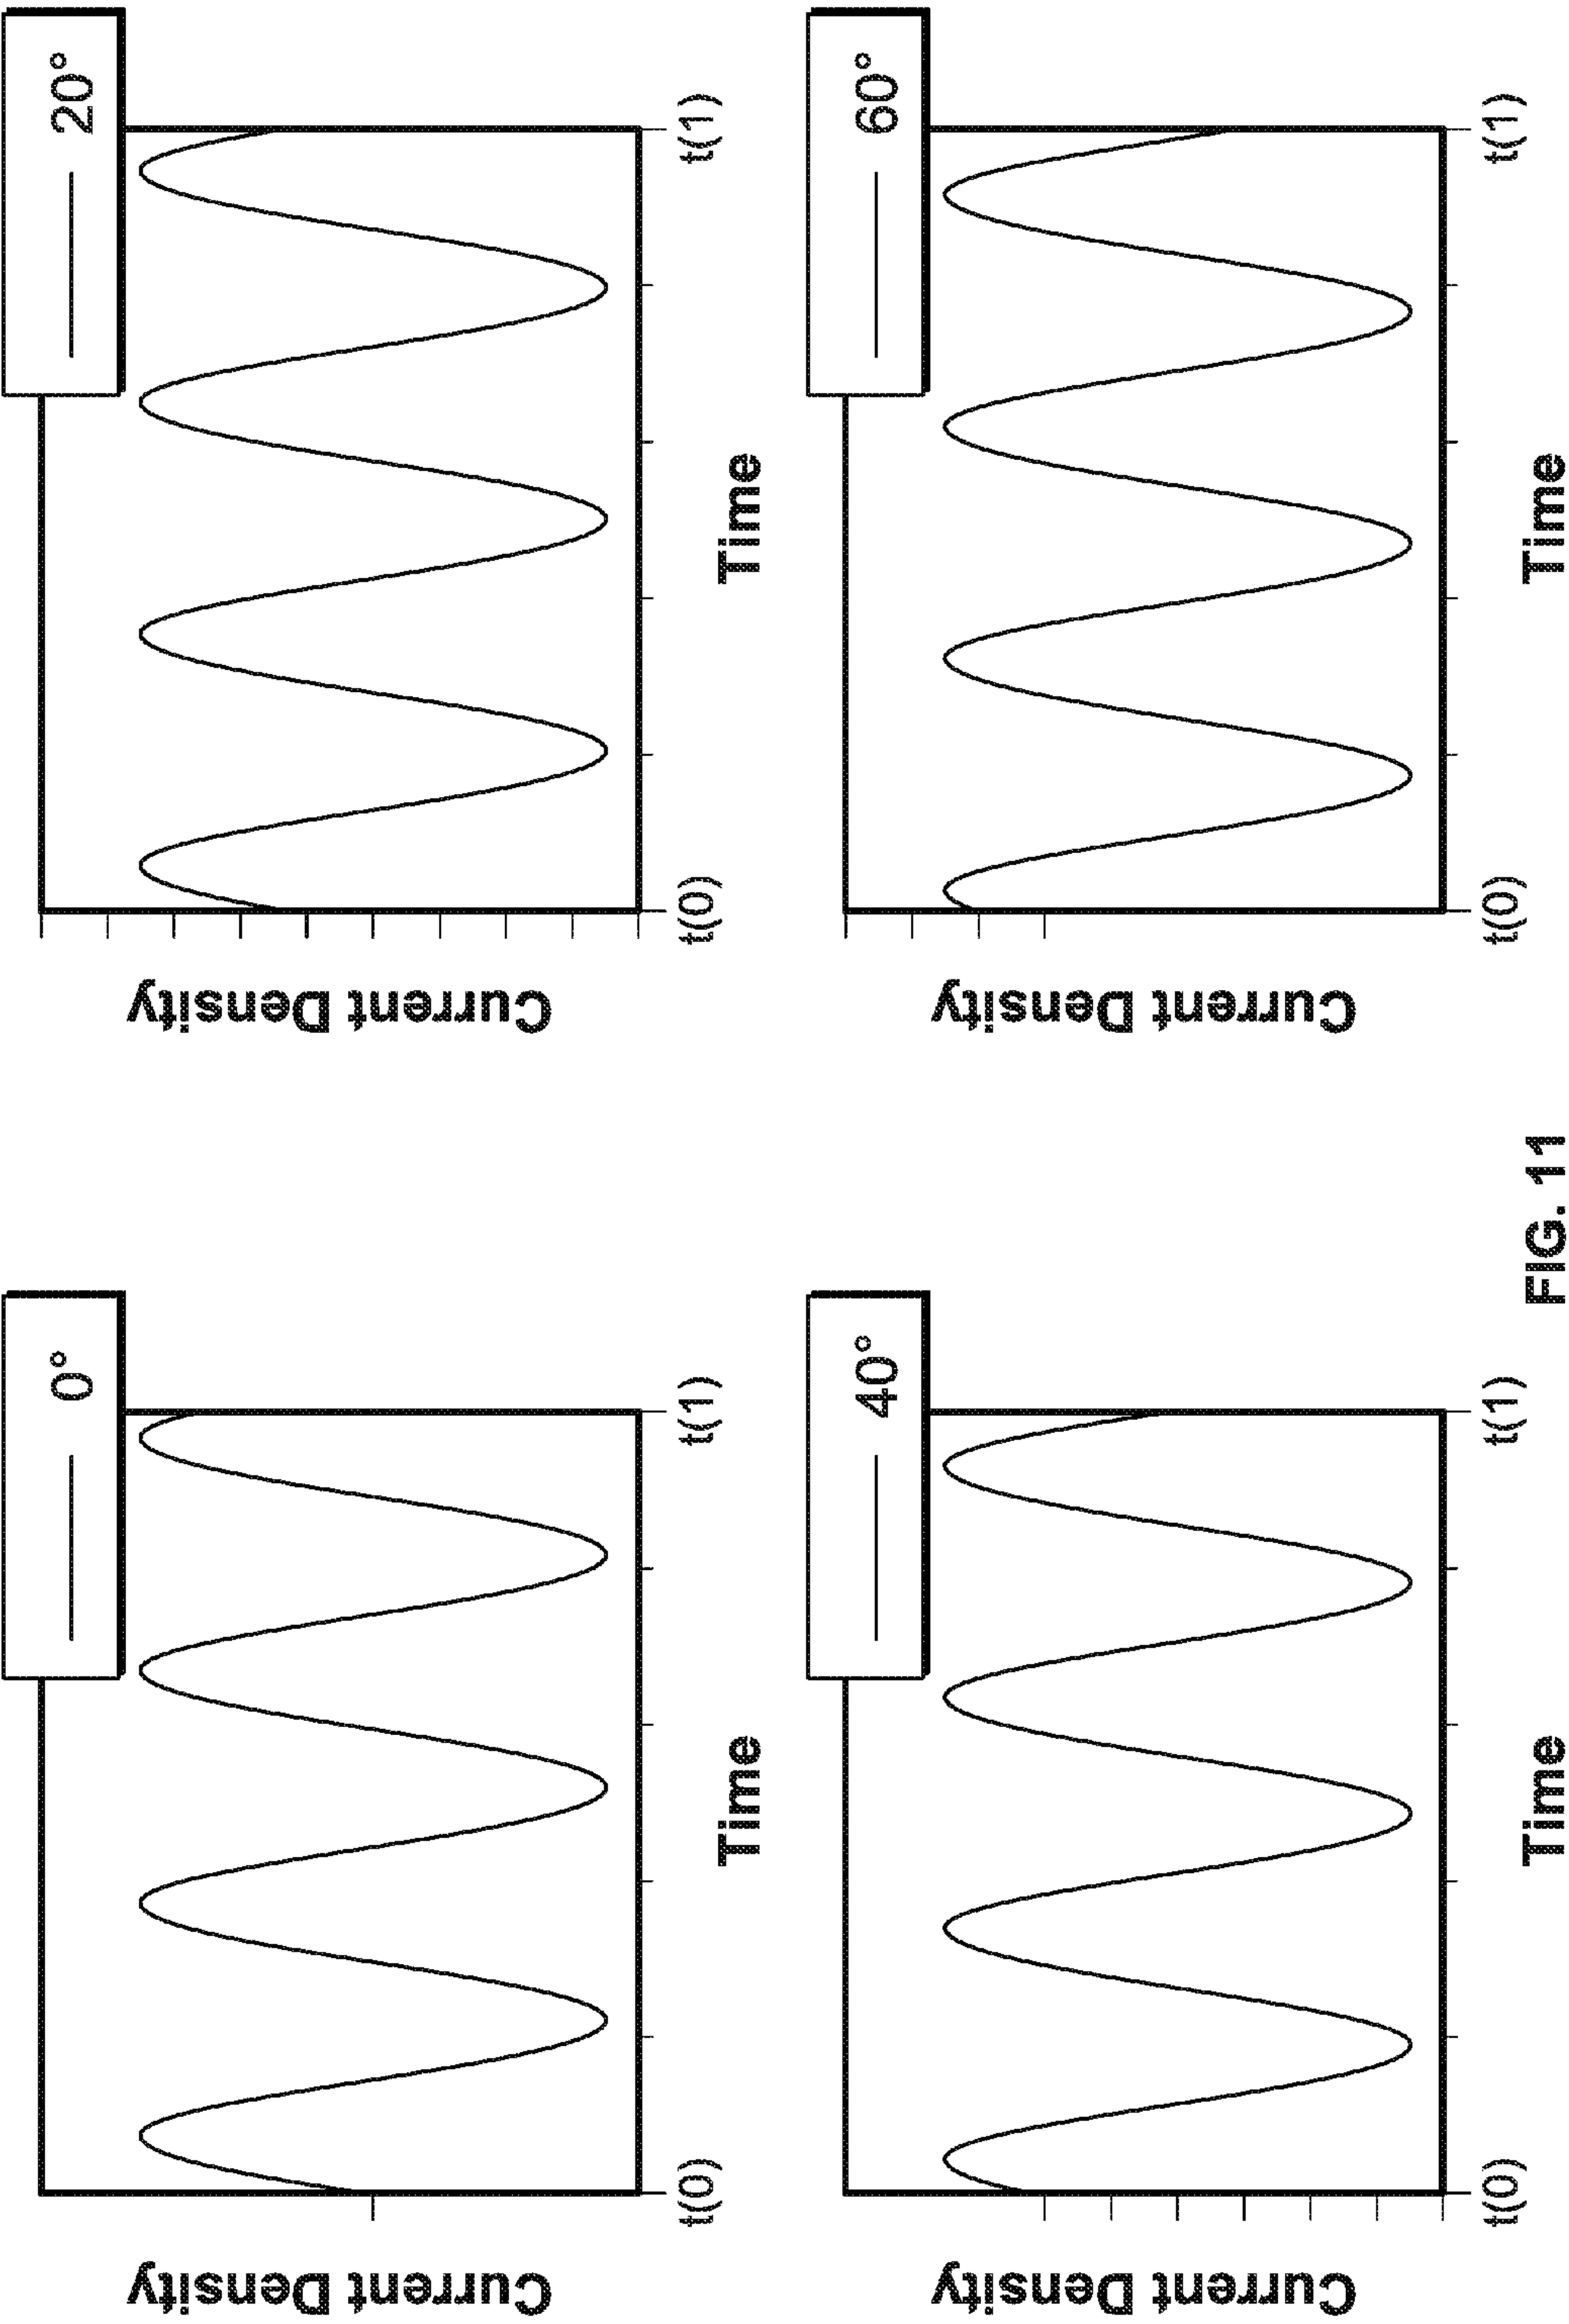 0°
Current Density
t(0)
t(1)
Time
20°
Current Density
t(0)
t(1)
Time
40°
Current Density
t(0)
t(1)
Time
60°
Current Density
t(0)
t(1)
Time
FIG. 11